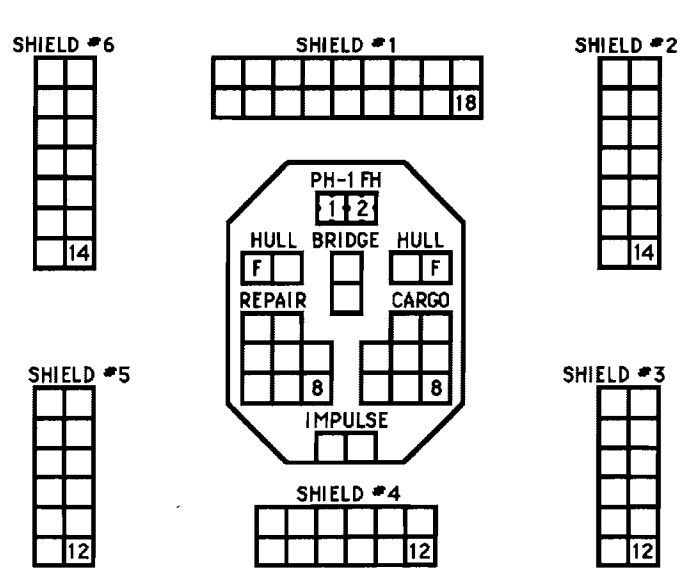 SHIELD #6
SHIELD #1
SHIELD #2
18
14
14
PH-1 FH
1 2
HULL BRIDGE HULL
F F
REPAIR CARGO
8 8
SHIELD #5
SHIELD #3
IMPULSE
SHIELD #4
12
12
12